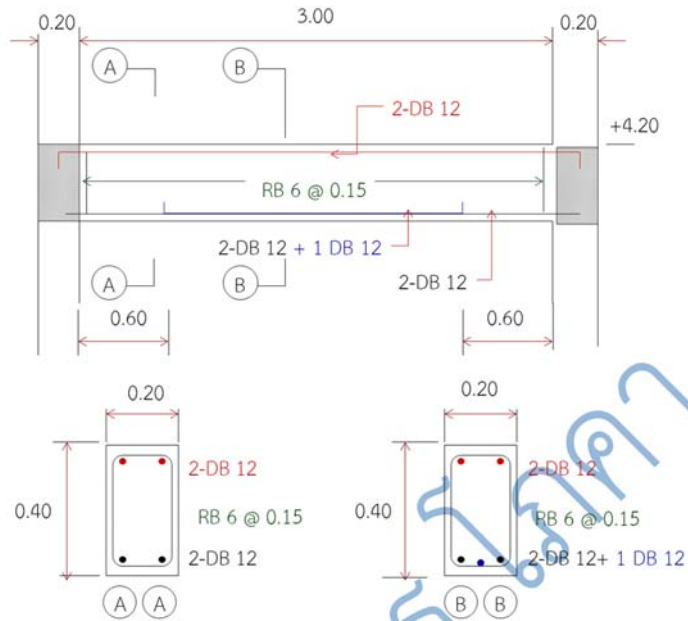 0.20 3.00 0.20
A B
2-DB 12
+4.20
RB 6 @ 0.15
2-DB 12 + 1 DB 12
2-DB 12
A B
0.60 0.60
0.20 0.20
2-DB 12 2-DB 12
0.40 RB 6 @ 0.15 0.40 RB 6 @ 0.15
2-DB 12 2-DB 12+ 1 DB 12
A A B B